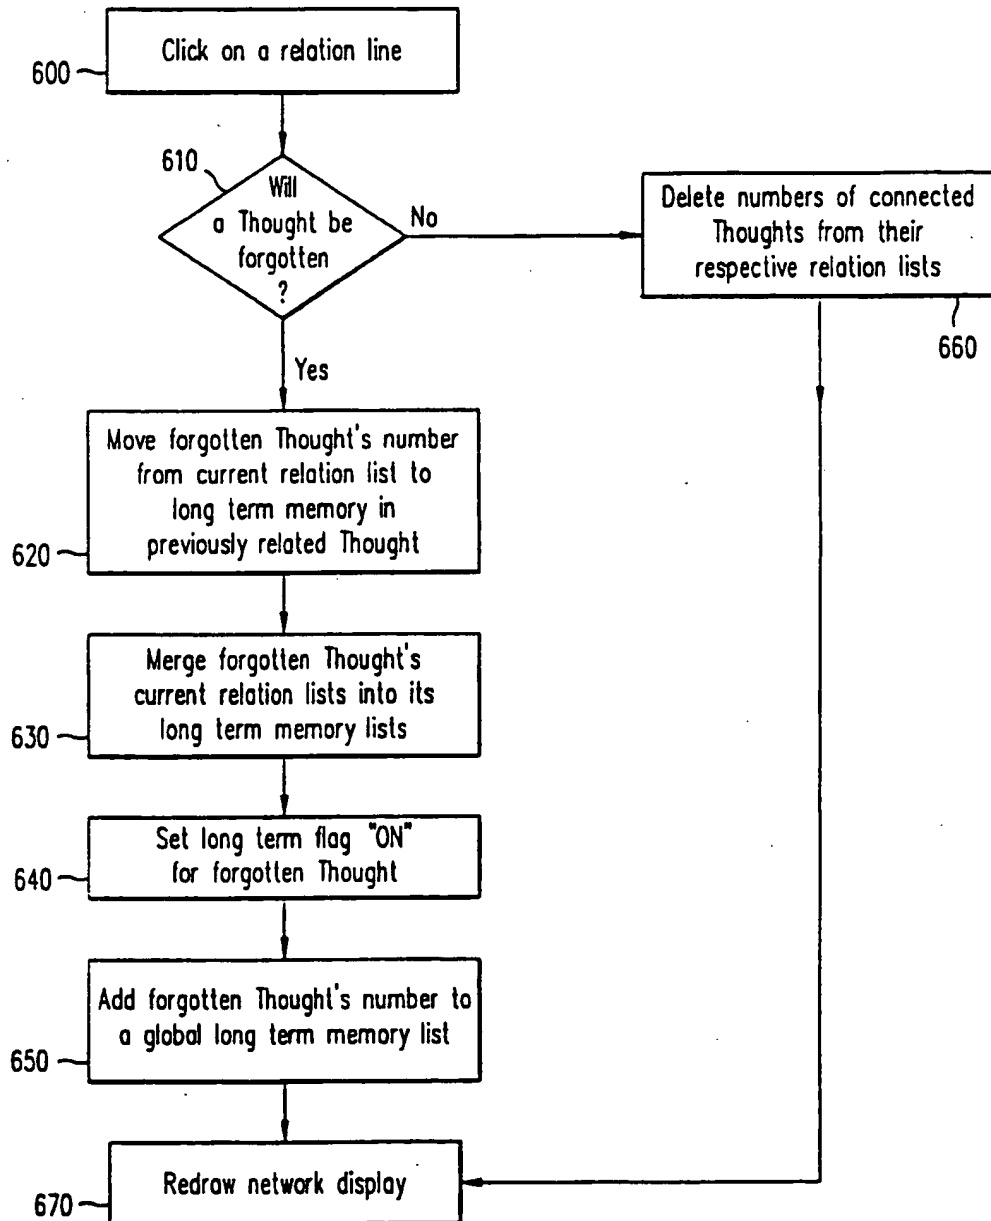 Click on a relation line
600
610
Will
a Thought be
forgotten
?
No
Delete numbers of connected
Thoughts from their
respective relation lists
660
Yes
Move forgotten Thought's number
from current relation list to
long term memory in
previously related Thought
620
Merge forgotten Thought's
current relation lists into its
long term memory lists
630
Set long term flag "ON"
for forgotten Thought
640
Add forgotten Thought's number to
a global long term memory list
650
Redraw network display
670